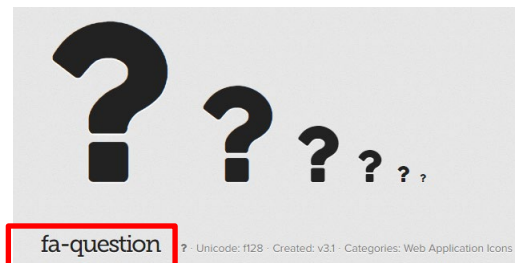 ? ? ? ? ? ?
fa-question ? · Unicode: f128 · Created: v3.1 · Categories: Web Application Icons